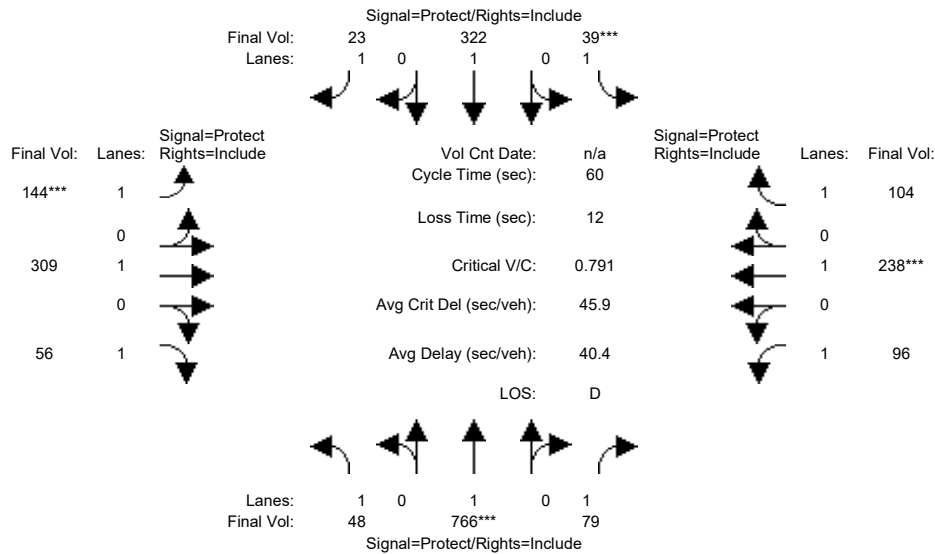 Signal=Protect/Rights=Include
Final Vol: 23 322 39***
Lanes: 1 0 1 0 1
Signal=Protect
Final Vol: Lanes: Rights=Include
Vol Cnt Date: n/a
Signal=Protect
Rights=Include Lanes: Final Vol:
Cycle Time (sec): 60
144*** 1
1 104
Loss Time (sec): 12
0
0
309 1
Critical V/C: 0.791
1 238***
0
Avg Crit Del (sec/veh): 45.9
0
56 1
Avg Delay (sec/veh): 40.4
1 96
LOS: D
Lanes: 1 0 1 0 1
Final Vol: 48 766*** 79
Signal=Protect/Rights=Include